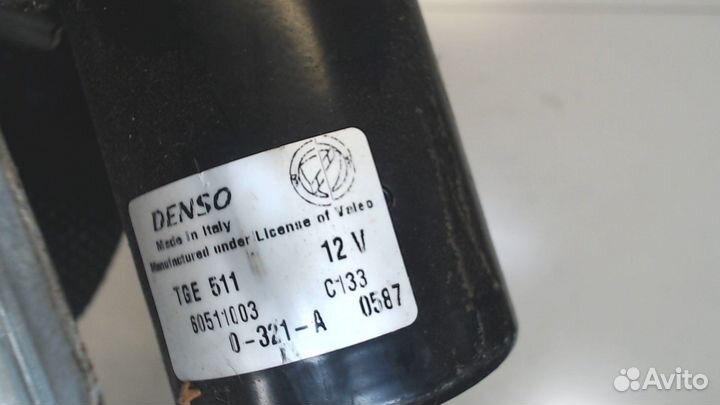 DENSO
Made in Italy
Manufactured under License of Valeo
TGE 511 12 V
60511003 C133
0-321-A 0587
Avito